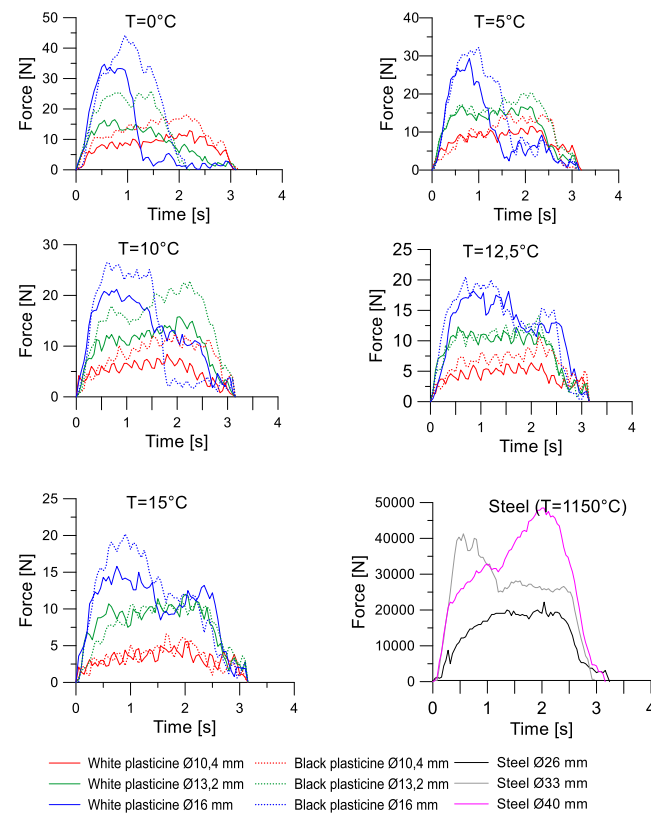 T=0°C
Force [N]
50
40
30
20
10
0
0 1 2 3 4
Time [s]
T=5°C
Force [N]
40
30
20
10
0
0 1 2 3 4
Time [s]
T=10°C
Force [N]
30
20
10
0
0 1 2 3 4
Time [s]
T=12,5°C
Force [N]
25
20
15
10
5
0
0 1 2 3 4
Time [s]
T=15°C
Force [N]
25
20
15
10
5
0
0 1 2 3 4
Time [s]
Steel (T=1150°C)
Force [N]
50000
40000
30000
20000
10000
0
0 1 2 3 4
Time [s]
White plasticine Ø10,4 mm Black plasticine Ø10,4 mm Steel Ø26 mm
White plasticine Ø13,2 mm Black plasticine Ø13,2 mm Steel Ø33 mm
White plasticine Ø16 mm Black plasticine Ø16 mm Steel Ø40 mm